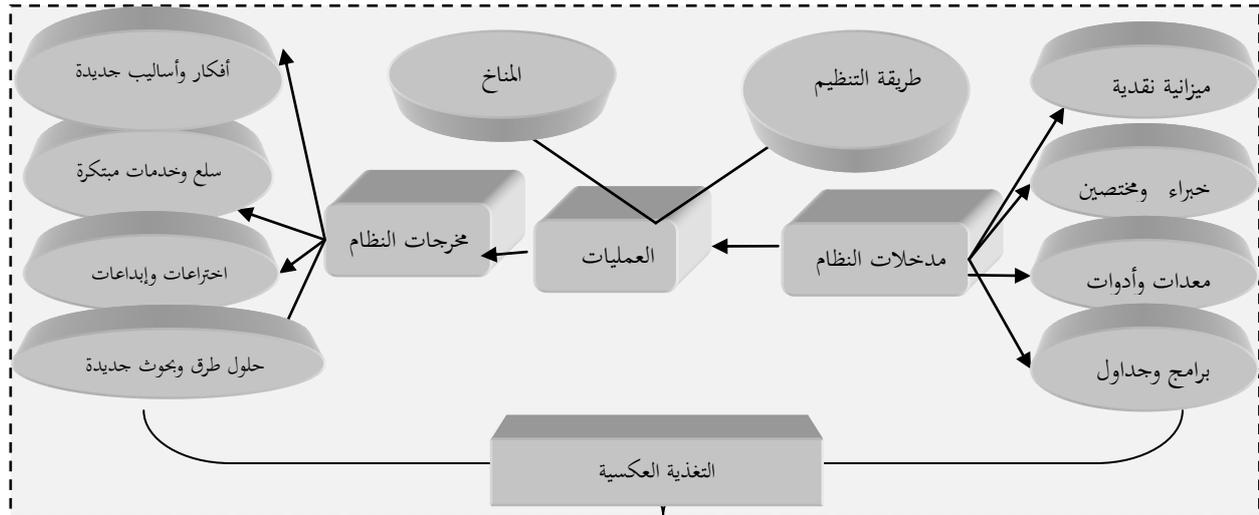 ميزانية نقدية
خبراء ومختصين
معدات وأدوات
برامج وجداول
مدخلات النظام
طريقة التنظيم
المناخ
العمليات
مخرجات النظام
أفكار وأساليب جديدة
سلع وخدمات مبتكرة
اختراعات وإبداعات
حلول طرق وبحوث جديدة
التغذية العكسية